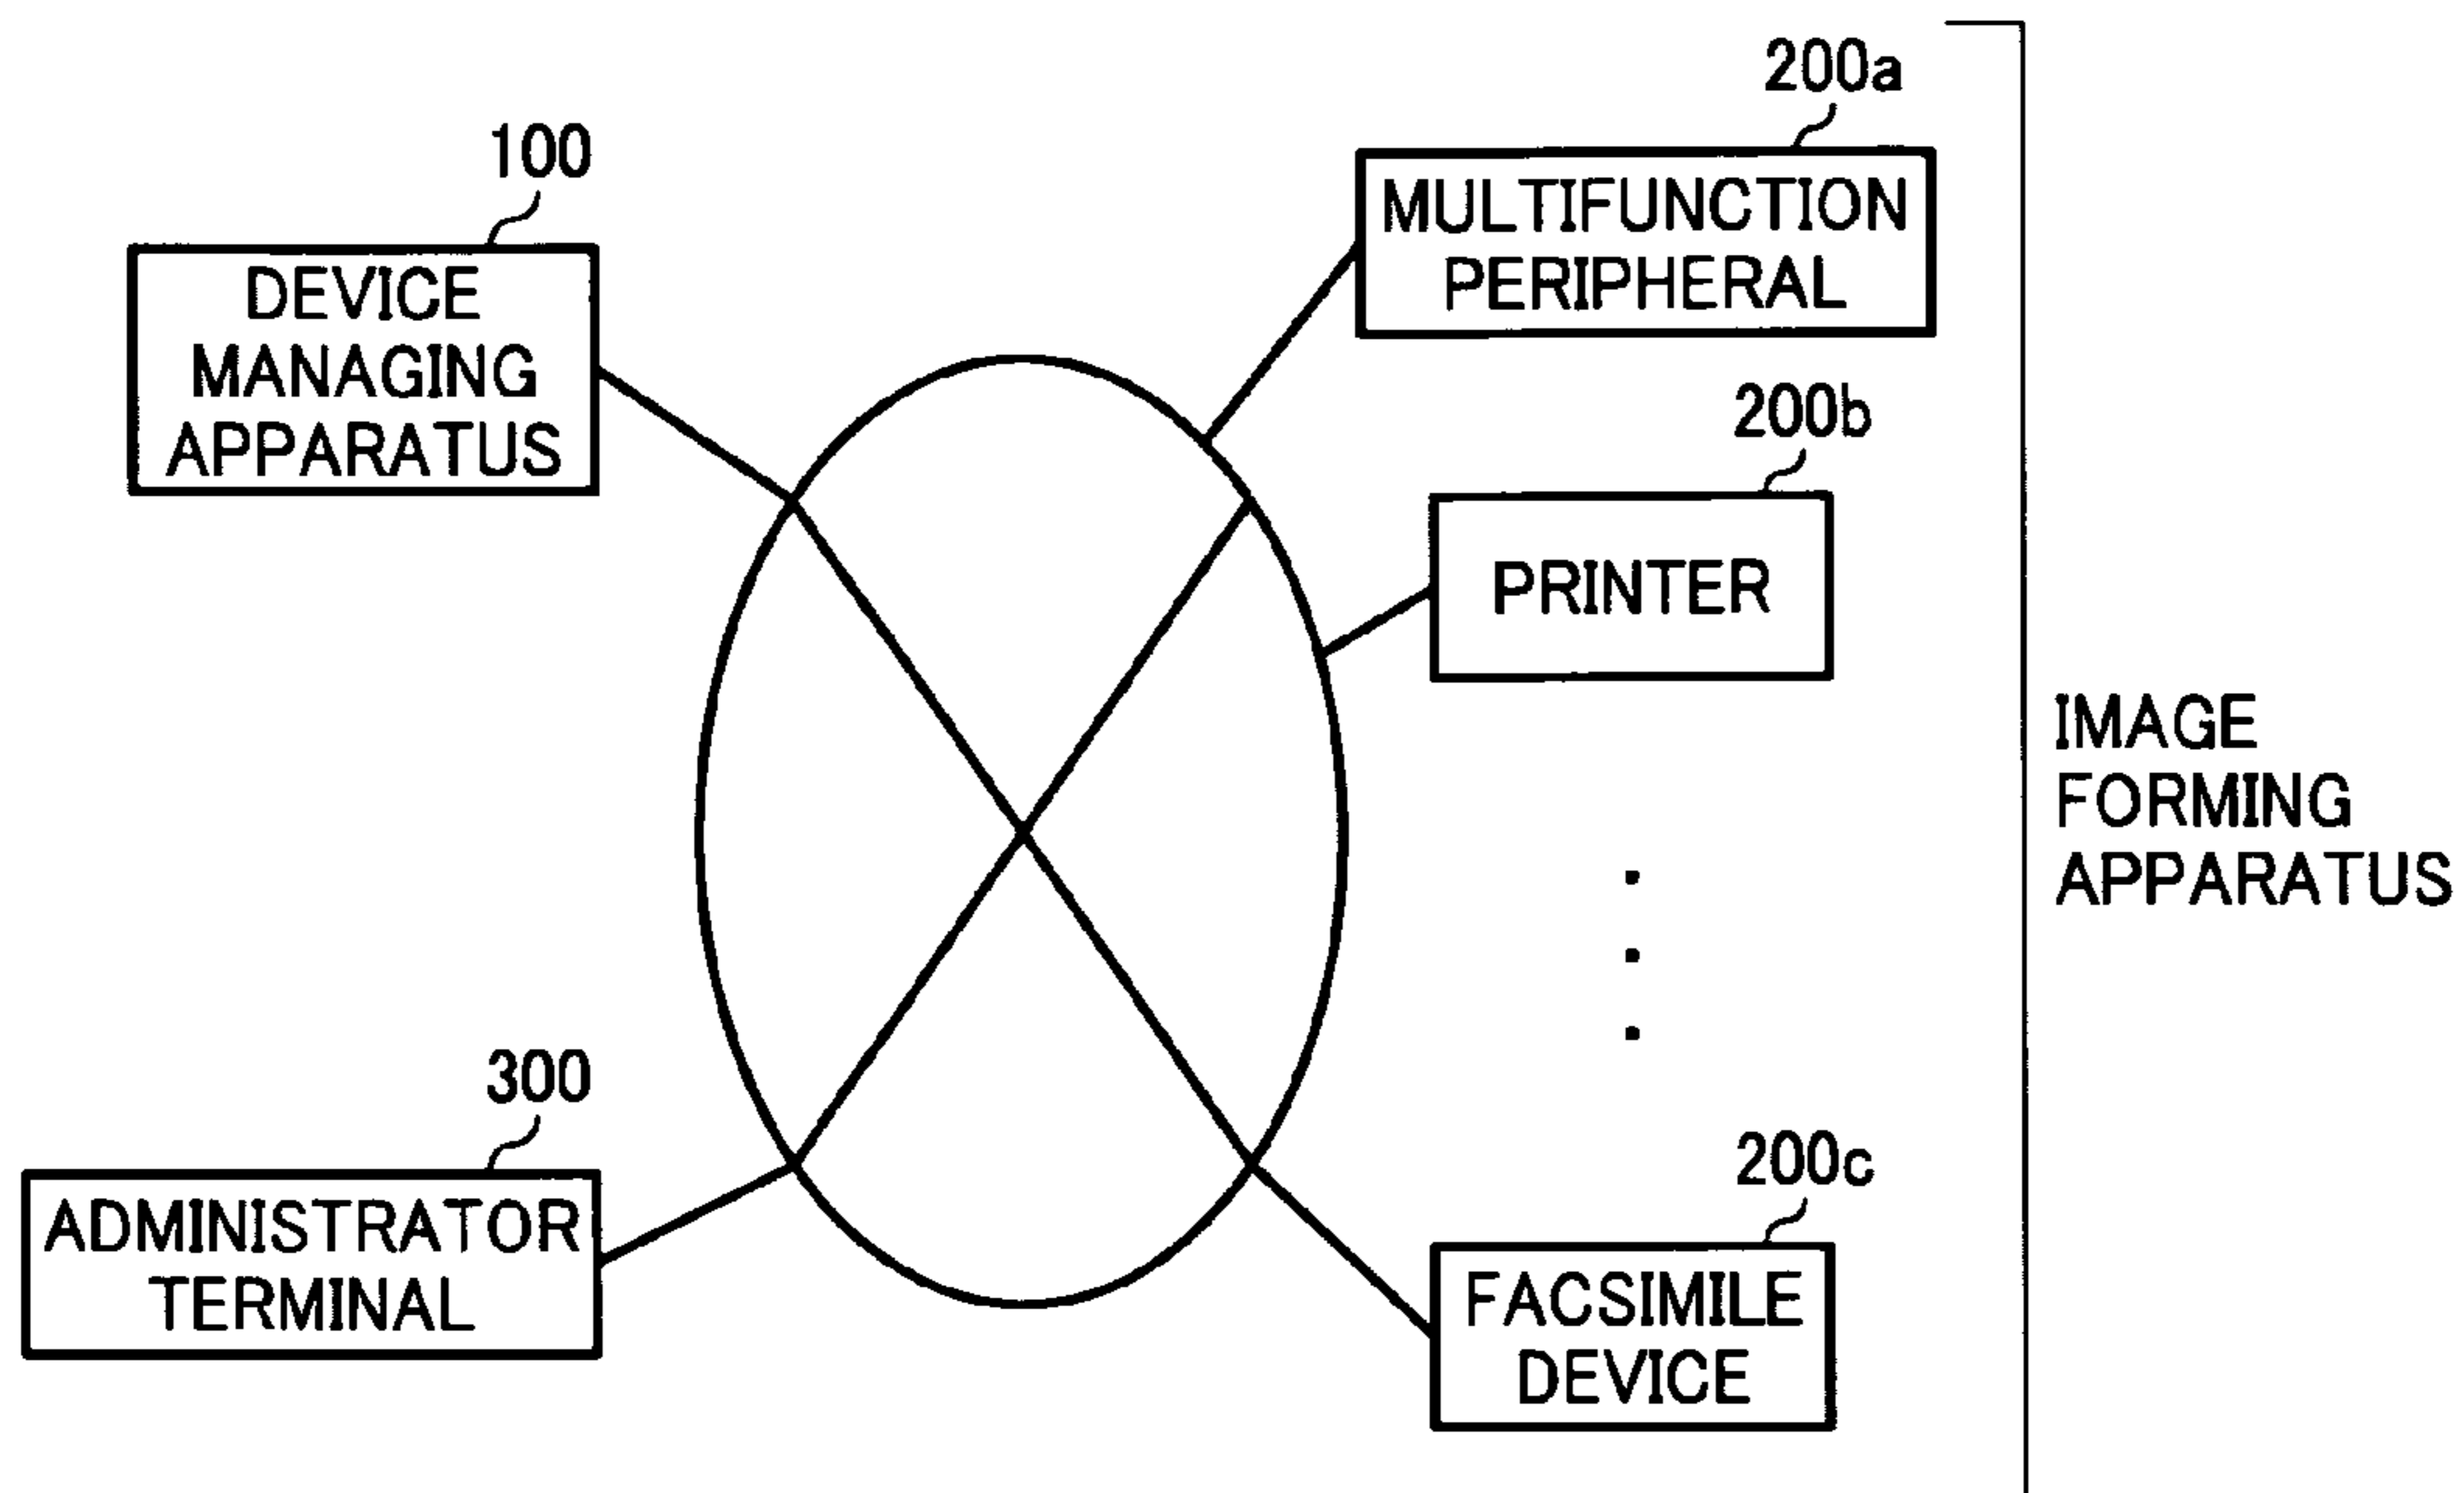 100
DEVICE
MANAGING
APPARATUS
300
ADMINISTRATOR
TERMINAL
200a
MULTIFUNCTION
PERIPHERAL
200b
PRINTER
200c
FACSIMILE
DEVICE
IMAGE
FORMING
APPARATUS